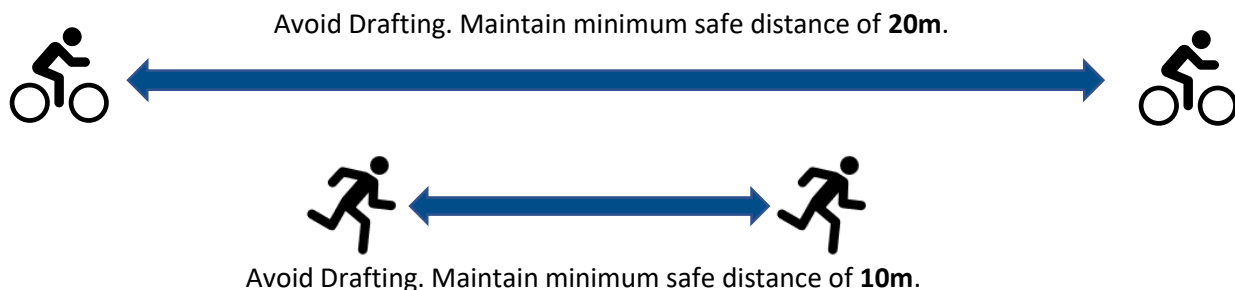 Avoid Drafting. Maintain minimum safe distance of 20m.
Avoid Drafting. Maintain minimum safe distance of 10m.